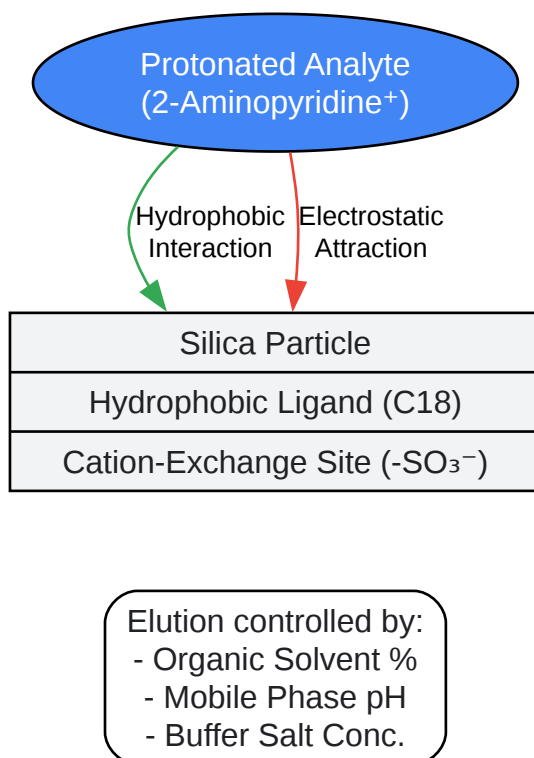 Protonated Analyte
(2-Aminopyridine⁺)
Hydrophobic
Interaction
Electrostatic
Attraction
Silica Particle
Hydrophobic Ligand (C18)
Cation-Exchange Site (-SO₃⁻)
Elution controlled by:
- Organic Solvent %
- Mobile Phase pH
- Buffer Salt Conc.